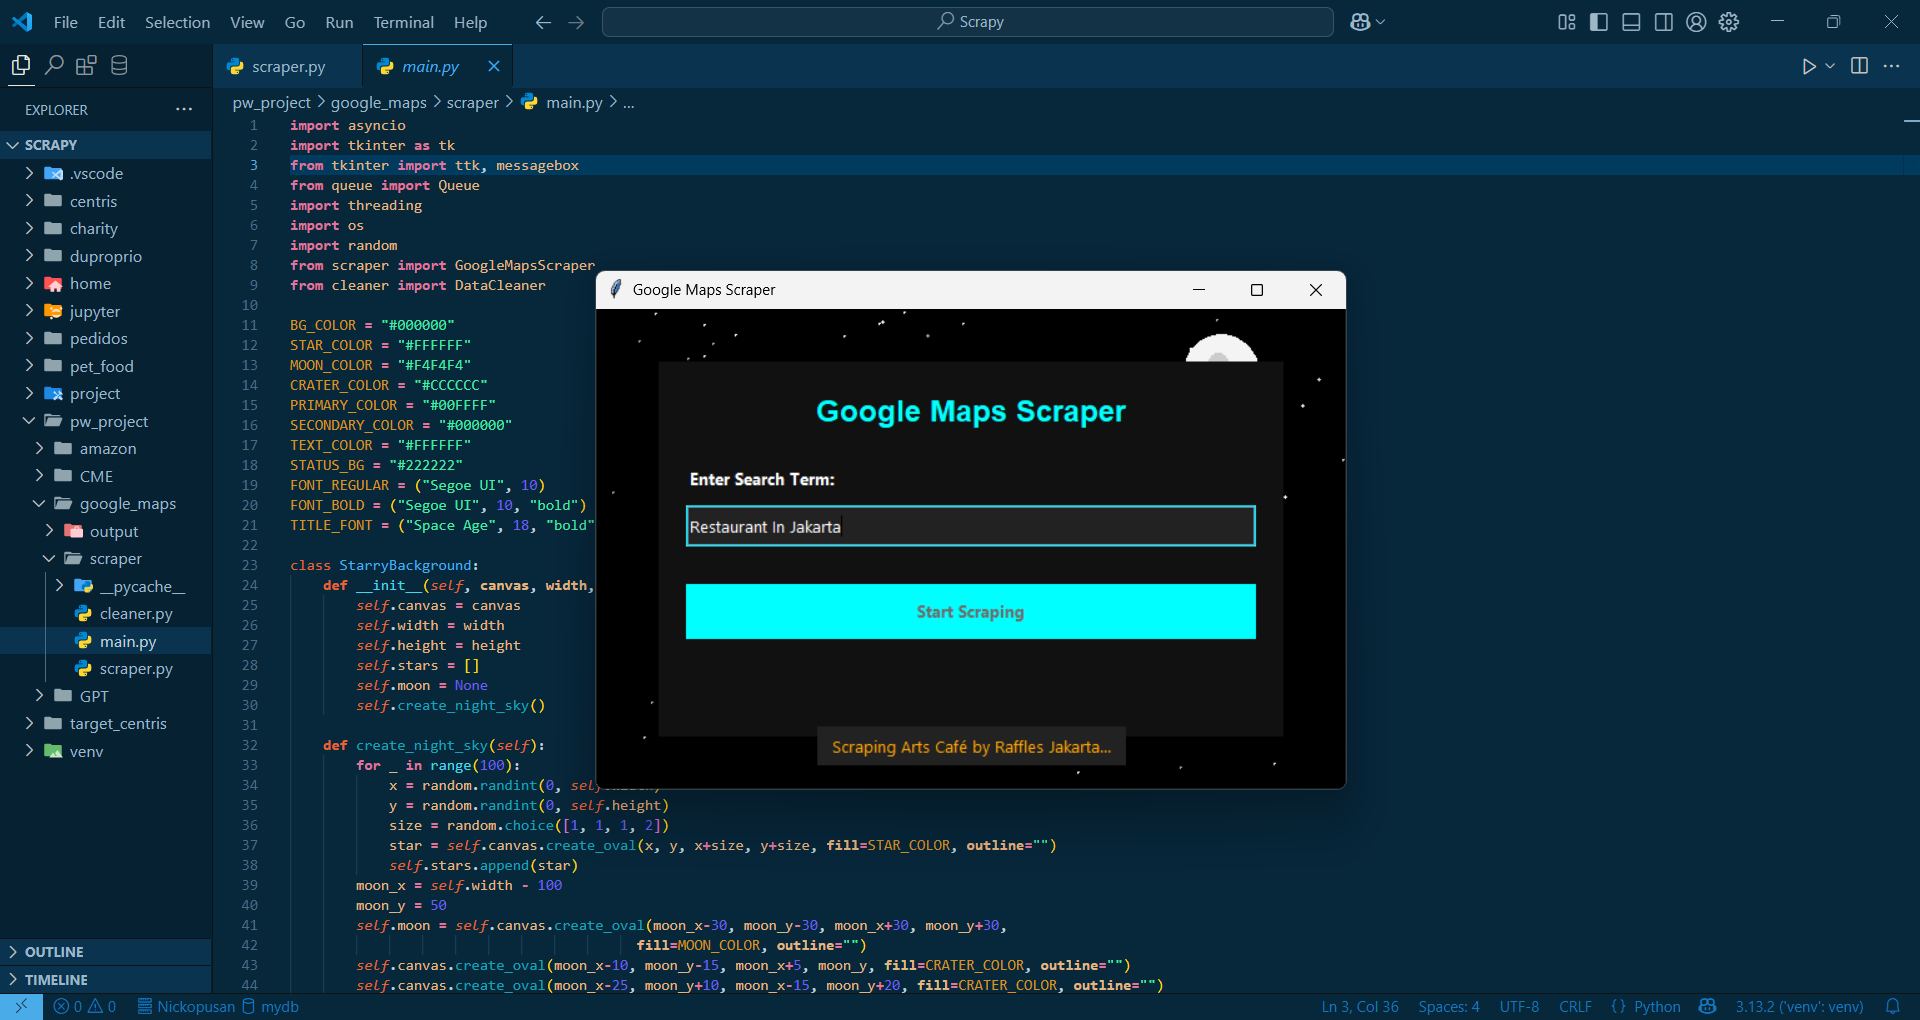 File Edit Selection View Go Run Terminal Help
Scrapy
scraper.py
main.py
EXPLORER
SCRAPY
.vscode
centris
charity
duproprio
home
jupyter
pedidos
pet_food
project
pw_project
amazon
CME
google_maps
output
scraper
__pycache__
cleaner.py
main.py
scraper.py
GPT
target_centris
venv
OUTLINE
TIMELINE
pw_project > google_maps > scraper > main.py > ...
1 import asyncio
2 import tkinter as tk
3 from tkinter import ttk, messagebox
4 from queue import Queue
5 import threading
6 import os
7 import random
8 from scraper import GoogleMapsScraper
9 from cleaner import DataCleaner
10
11 BG_COLOR = "#000000"
12 STAR_COLOR = "#FFFFFF"
13 MOON_COLOR = "#F4F4F4"
14 CRATER_COLOR = "#CCCCCC"
15 PRIMARY_COLOR = "#00FFFF"
16 SECONDARY_COLOR = "#000000"
17 TEXT_COLOR = "#FFFFFF"
18 STATUS_BG = "#222222"
19 FONT_REGULAR = ("Segoe UI", 10)
20 FONT_BOLD = ("Segoe UI", 10, "bold")
21 TITLE_FONT = ("Space Age", 18, "bold"
22
23 class StarryBackground:
24 def __init__(self, canvas, width,
25 self.canvas = canvas
26 self.width = width
27 self.height = height
28 self.stars = []
29 self.moon = None
30 self.create_night_sky()
31
32 def create_night_sky(self):
33 for _ in range(100):
34 x = random.randint(0, self.width)
35 y = random.randint(0, self.height)
36 size = random.choice([1, 1, 1, 2])
37 star = self.canvas.create_oval(x, y, x+size, y+size, fill=STAR_COLOR, outline="")
38 self.stars.append(star)
39 moon_x = self.width - 100
40 moon_y = 50
41 self.moon = self.canvas.create_oval(moon_x-30, moon_y-30, moon_x+30, moon_y+30,
42 fill=MOON_COLOR, outline="")
43 self.canvas.create_oval(moon_x-10, moon_y-15, moon_x+5, moon_y, fill=CRATER_COLOR, outline="")
44 self.canvas.create_oval(moon_x-25, moon_y+10, moon_x-15, moon_y+20, fill=CRATER_COLOR, outline="")
Google Maps Scraper
Google Maps Scraper
Enter Search Term:
Restaurant In Jakarta
Start Scraping
Scraping Arts Café by Raffles Jakarta...
0 0 Nickopusan mydb
Ln 3, Col 36 Spaces: 4 UTF-8 CRLF {} Python 3.13.2 ('venv': venv)